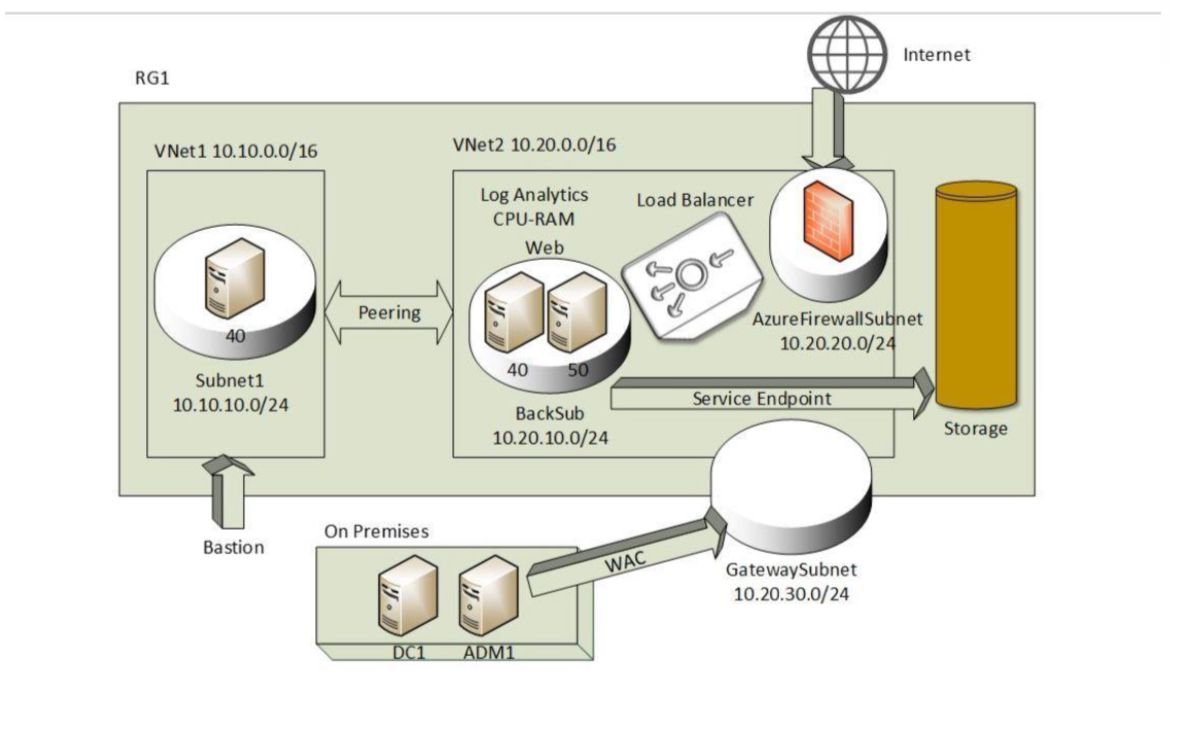 Internet
RG1
VNet1 10.10.0.0/16
VNet2 10.20.0.0/16
Log Analytics
CPU-RAM
Web
Load Balancer
40
Peering
AzureFirewallSubnet
10.20.20.0/24
Subnet1
10.10.10.0/24
40
50
BackSub
10.20.10.0/24
Service Endpoint
Storage
Bastion
On Premises
WAC
GatewaySubnet
10.20.30.0/24
DC1
ADM1